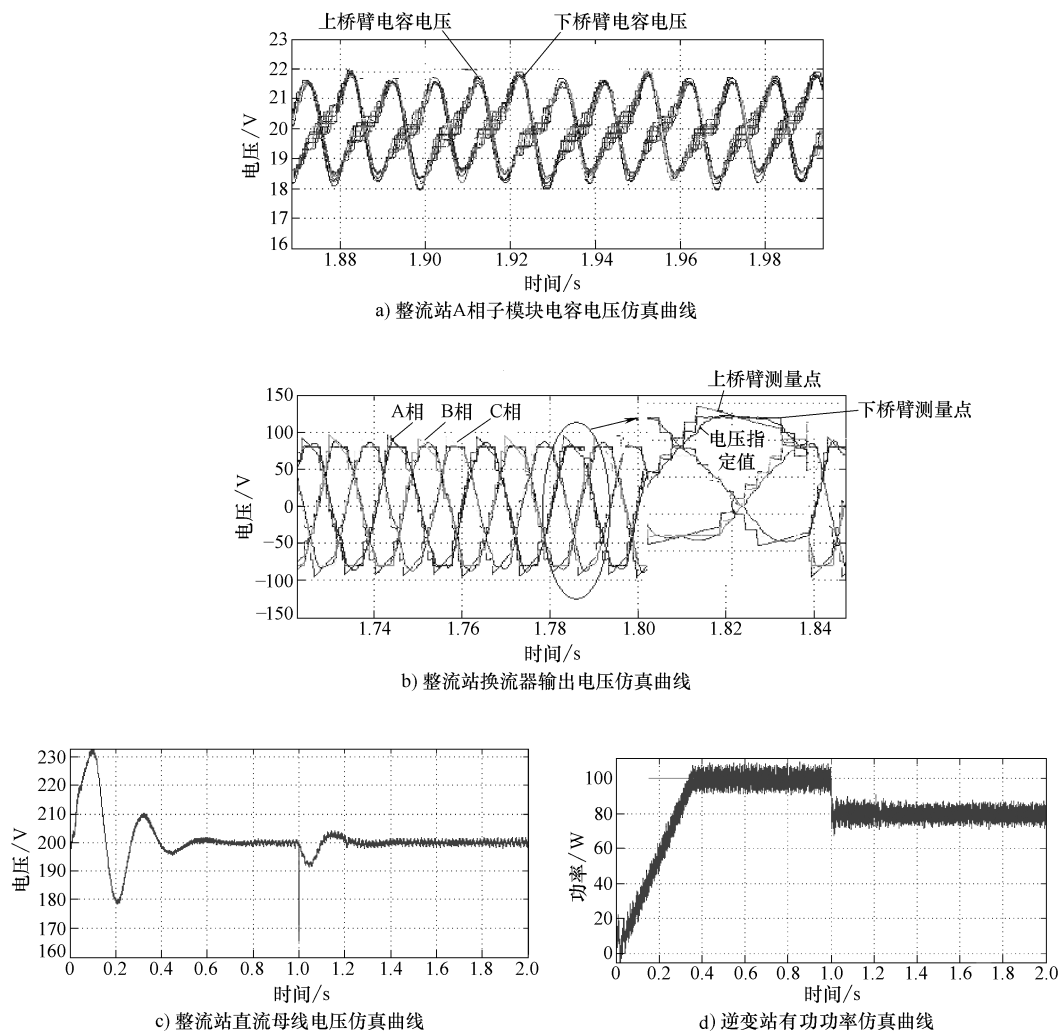 上桥臂电容电压 下桥臂电容电压
23
22
21
20
19
18
17
16
电压/V
1.88 1.90 1.92 1.94 1.96 1.98
时间/s
a) 整流站A相子模块电容电压仿真曲线
150
100
50
0
−50
−100
−150
电压/V
A相 B相 C相
上桥臂测量点
下桥臂测量点
电压指
定值
1.74 1.76 1.78 1.80 1.82 1.84
时间/s
b) 整流站换流器输出电压仿真曲线
230
220
210
200
190
180
170
160
电压/V
0 0.2 0.4 0.6 0.8 1.0 1.2 1.4 1.6 1.8 2.0
时间/s
c) 整流站直流母线电压仿真曲线
100
80
60
40
20
0
功率/W
0 0.2 0.4 0.6 0.8 1.0 1.2 1.4 1.6 1.8 2.0
时间/s
d) 逆变站有功功率仿真曲线